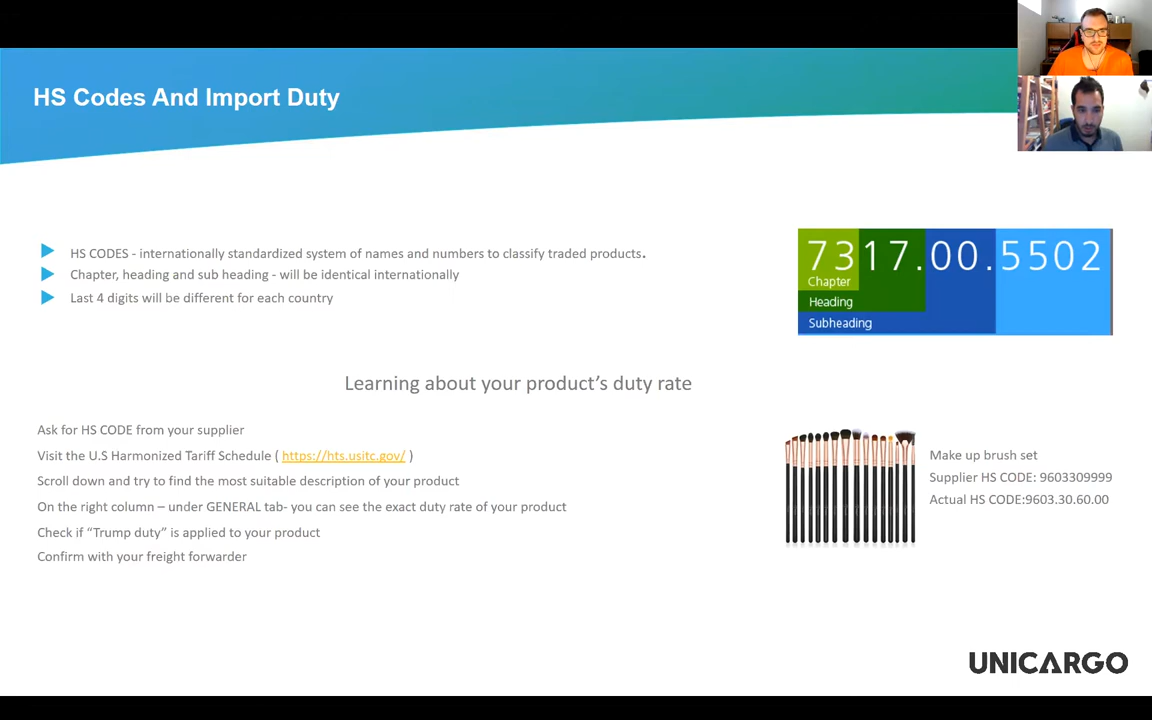 HS Codes And Import Duty
HS CODES - internationally standardized system of names and numbers to classify traded products.
Chapter, heading and sub heading - will be identical internationally
Last 4 digits will be different for each country
7317.00.5502
Chapter
Heading
Subheading
Learning about your product’s duty rate
Ask for HS CODE from your supplier
Visit the U.S Harmonized Tariff Schedule ( https://hts.usitc.gov/ )
Scroll down and try to find the most suitable description of your product
On the right column – under GENERAL tab- you can see the exact duty rate of your product
Check if “Trump duty” is applied to your product
Confirm with your freight forwarder
Make up brush set
Supplier HS CODE: 9603309999
Actual HS CODE:9603.30.60.00
UNICARGO